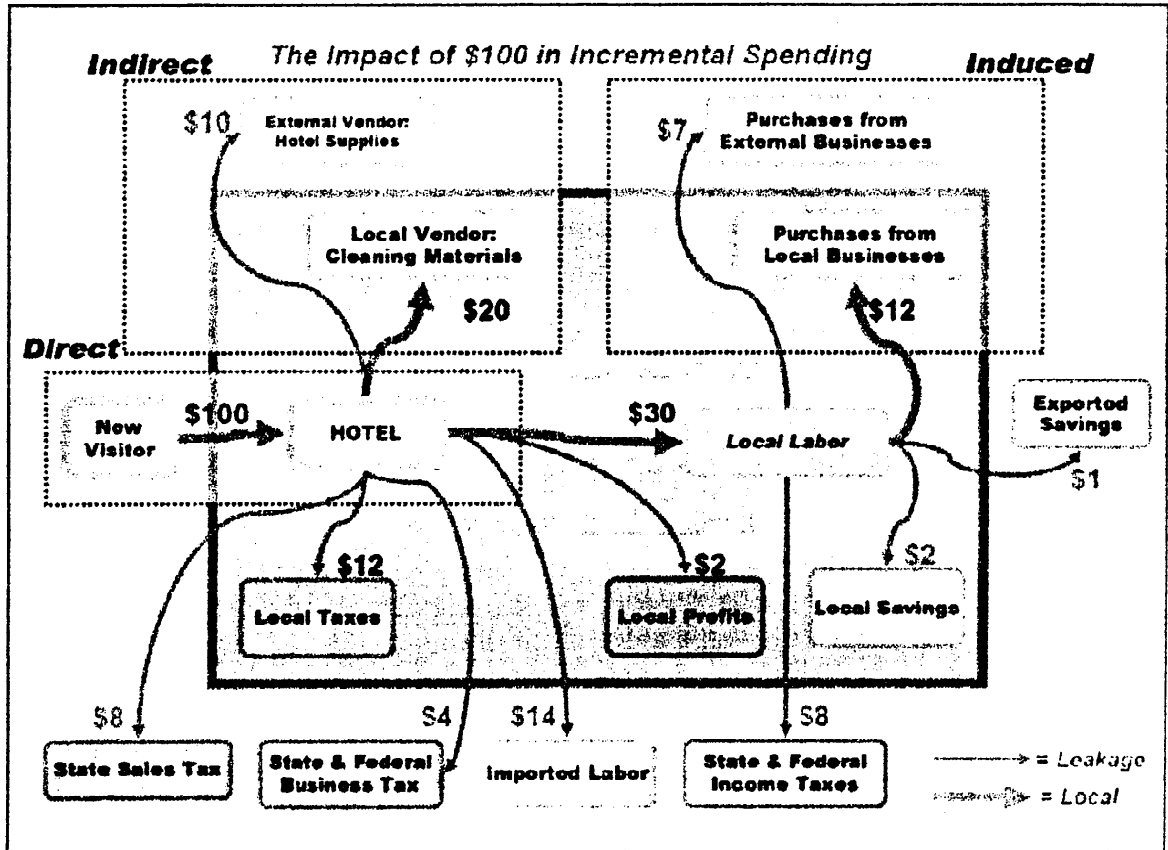 The Impact of $100 in Incremental Spending
Indirect
Induced
$10
External Vendor:
Hotel Supplies
$7
Purchases from
External Businesses
Local Vendor:
Cleaning Materials
Purchases from
Local Businesses
$20
$12
Direct
New
Visitor
$100
HOTEL
$30
Local Labor
Exported
Savings
$1
$12
Local Taxes
$2
Local Profits
$2
Local Savings
$8
State Sales Tax
$4
State & Federal
Business Tax
$14
Imported Labor
$8
State & Federal
Income Taxes
= Leakage
= Local